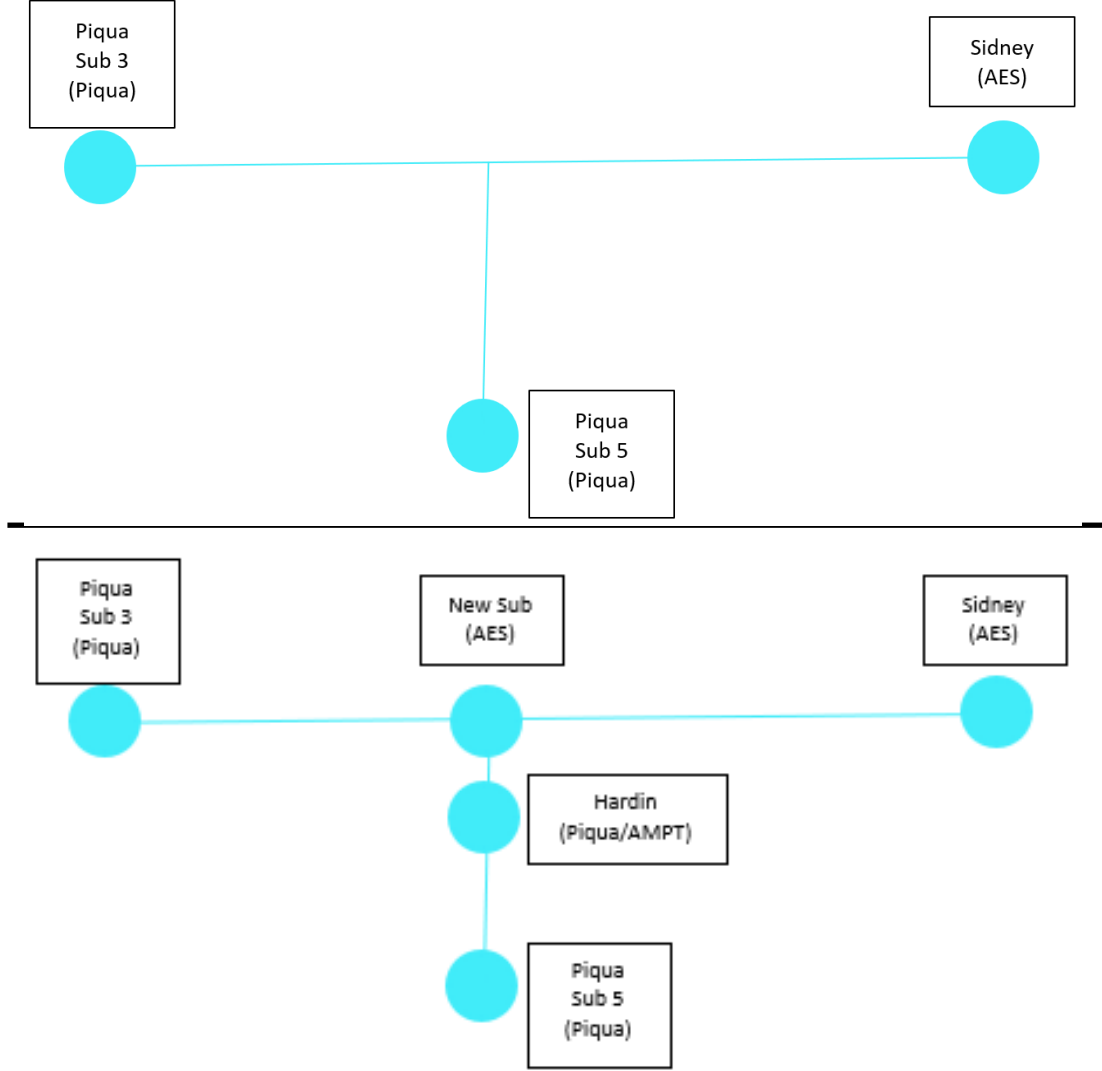 Piqua
Sub 3
(Piqua)
Sidney
(AES)
Piqua
Sub 5
(Piqua)
Piqua
Sub 3
(Piqua)
New Sub
(AES)
Sidney
(AES)
Hardin
(Piqua/AMPT)
Piqua
Sub 5
(Piqua)